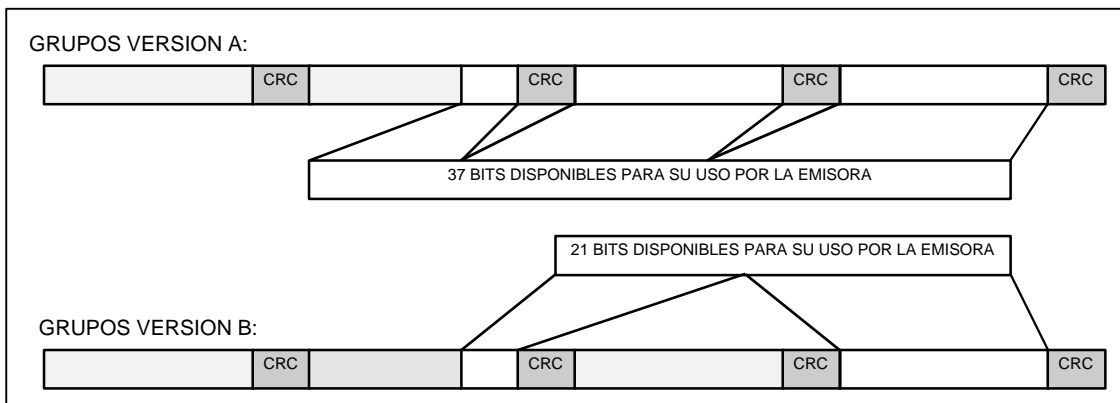 GRUPOS VERSION A:
CRC CRC CRC CRC
37 BITS DISPONIBLES PARA SU USO POR LA EMISORA
21 BITS DISPONIBLES PARA SU USO POR LA EMISORA
GRUPOS VERSION B:
CRC CRC CRC CRC